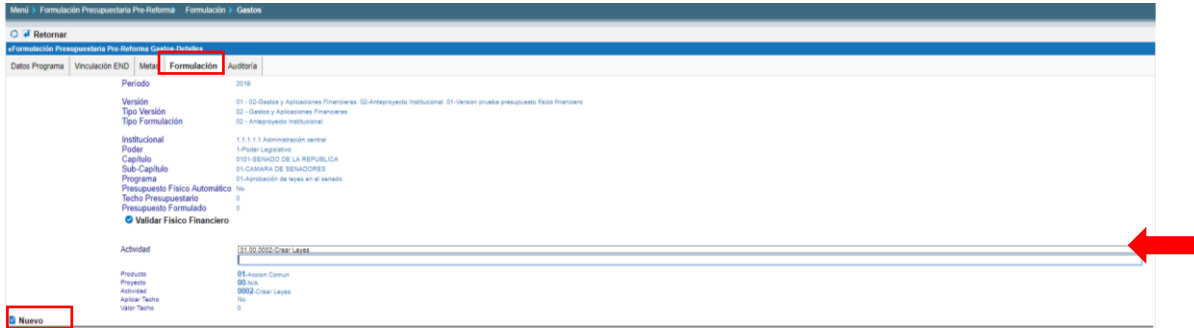 Menú > Formulación Presupuestaria Pre-Reforma Formulación > Gastos
Retornar
«Formulación Presupuestaria Pre-Reforma Gastos-Detalles
Datos Programa Vinculación END Metas Formulación Auditoría
Período 2019
Versión 01 - 02-Gastos y Aplicaciones Financieras. 02-Anteproyecto Institucional. 01-Version prueba presupuesto fisico financiero
Tipo Versión 02 - Gastos y Aplicaciones Financieras
Tipo Formulación 02 - Anteproyecto Institucional
Institucional 1.1.1.1.1 Administración central
Poder 1-Poder Legislativo
Capítulo 0101-SENADO DE LA REPUBLICA
Sub-Capítulo 01-CAMARA DE SENADORES
Programa 01-Aprobación de leyes en el senado
Presupuesto Físico Automático No
Techo Presupuestario 0
Presupuesto Formulado 0
Validar Físico Financiero
Actividad 01.00.0002-Crear Leyes
Producto 01-Accion Comun
Proyecto 00-N/A
Actividad 0002-Crear Leyes
Aplicar Techo No
Valor Techo 0
Nuevo